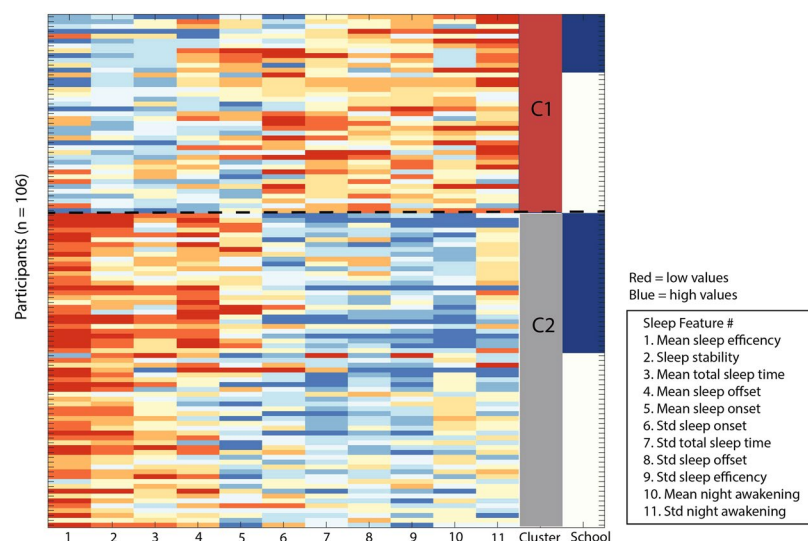 Participants (n = 106)
C1
C2
1 2 3 4 5 6 7 8 9 10 11 Cluster School
Red = low values
Blue = high values
Sleep Feature #
1. Mean sleep efficency
2. Sleep stability
3. Mean total sleep time
4. Mean sleep offset
5. Mean sleep onset
6. Std sleep onset
7. Std total sleep time
8. Std sleep offset
9. Std sleep efficency
10. Mean night awakening
11. Std night awakening